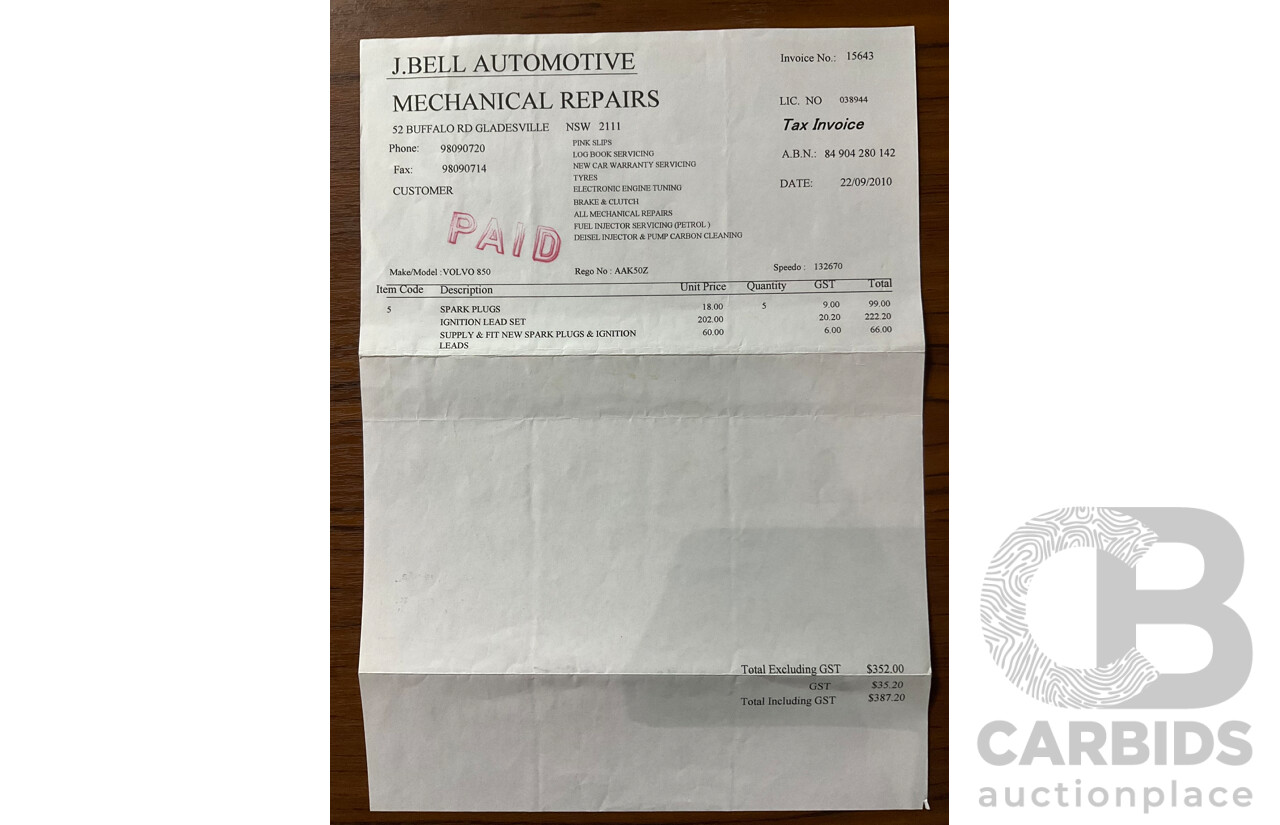 J.BELL AUTOMOTIVE
Invoice No.: 15643
MECHANICAL REPAIRS
LIC. NO 038944
52 BUFFALO RD GLADESVILLE NSW 2111
Tax Invoice
Phone: 98090720
PINK SLIPS
LOG BOOK SERVICING
A.B.N.: 84 904 280 142
Fax: 98090714
NEW CAR WARRANTY SERVICING
TYRES
DATE: 22/09/2010
CUSTOMER
ELECTRONIC ENGINE TUNING
BRAKE & CLUTCH
ALL MECHANICAL REPAIRS
FUEL INJECTOR SERVICING (PETROL )
DEISEL INJECTOR & PUMP CARBON CLEANING
PAID
Make/Model :VOLVO 850 Rego No : AAK50Z Speedo : 132670
Item Code Description Unit Price Quantity GST Total
5 SPARK PLUGS 18.00 5 9.00 99.00
IGNITION LEAD SET 202.00 20.20 222.20
SUPPLY & FIT NEW SPARK PLUGS & IGNITION 60.00 6.00 66.00
LEADS
Total Excluding GST $352.00
GST $35.20
Total Including GST $387.20
CB
CARBIDS
auctionplace